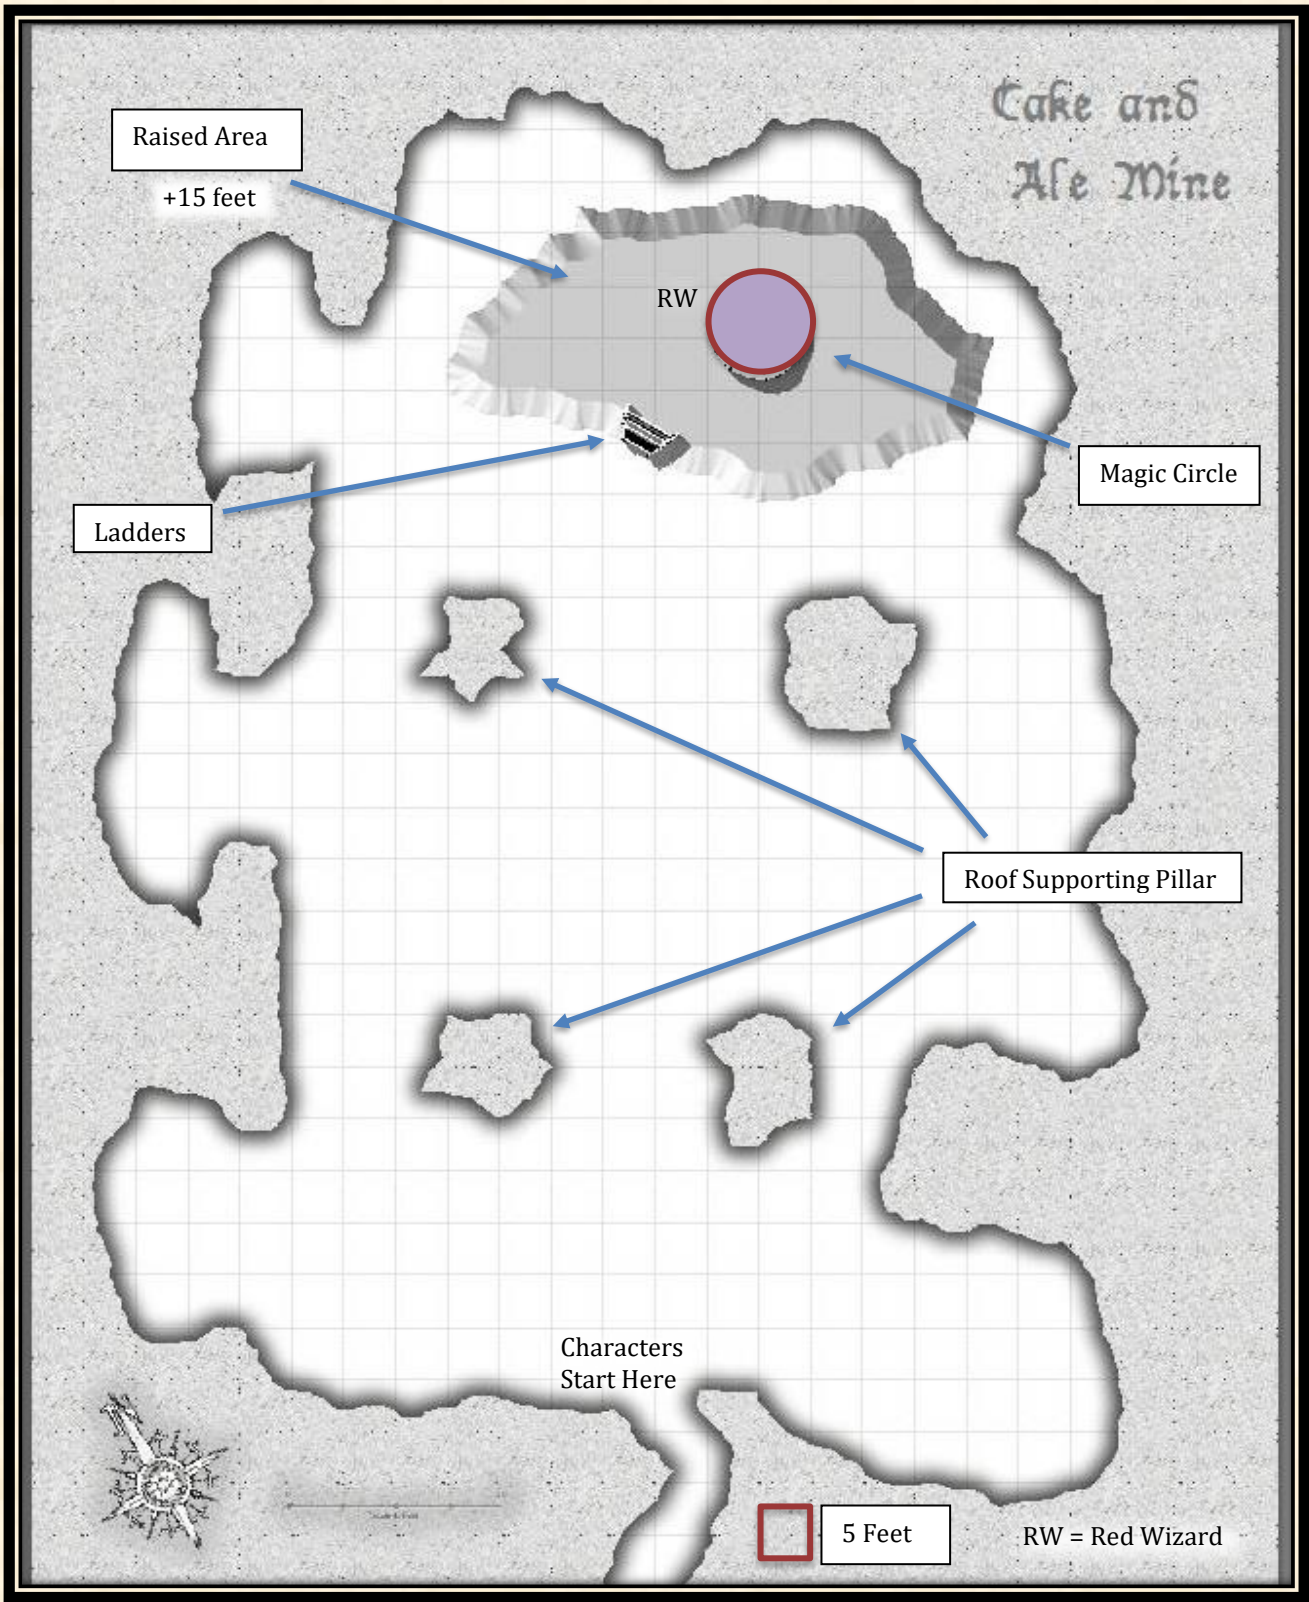 Cake and
Ale Mine
Raised Area
+15 feet
RW
Magic Circle
Ladders
Roof Supporting Pillar
Characters
Start Here
5 Feet
RW = Red Wizard